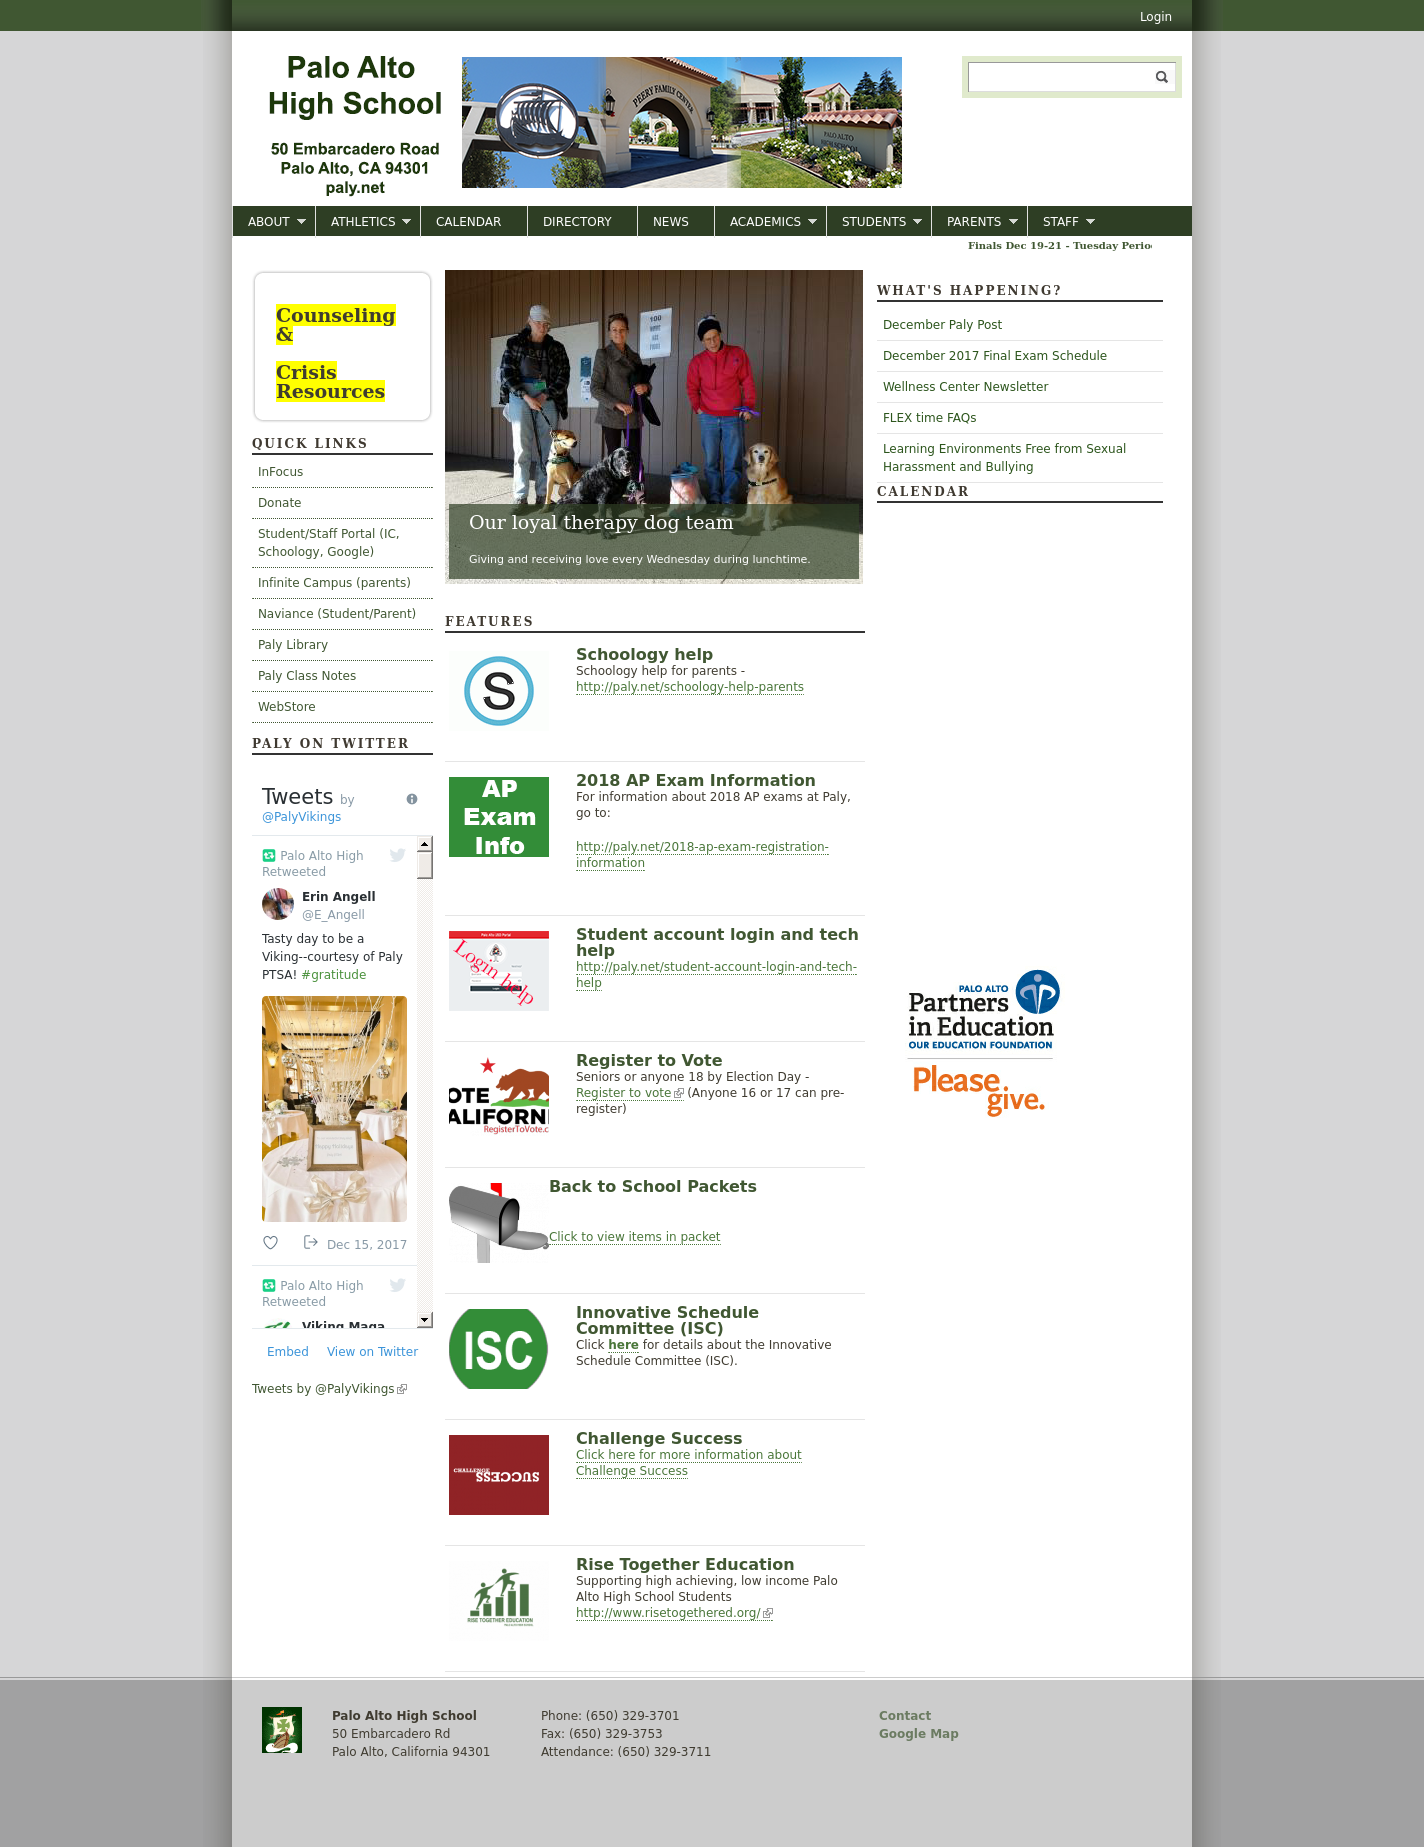 Login
Palo Alto
High School
50 Embarcadero Road
Palo Alto, CA 94301
paly.net
PEERY FAMILY CENTER
PALO ALTO
HIGH SCHOOL
ABOUT ATHLETICS CALENDAR DIRECTORY NEWS ACADEMICS STUDENTS PARENTS STAFF
Finals Dec 19-21 - Tuesday
Counseling
&
Crisis
Resources
QUICK LINKS
InFocus
Donate
Student/Staff Portal (IC,
Schoology, Google)
Infinite Campus (parents)
Naviance (Student/Parent)
Paly Library
Paly Class Notes
WebStore
PALY ON TWITTER
Tweets by
@PalyVikings
Palo Alto High
Retweeted
Erin Angell
@E_Angell
Tasty day to be a
Viking--courtesy of Paly
PTSA! #gratitude
Dec 15, 2017
Palo Alto High
Retweeted
Viking Maga
Embed View on Twitter
Tweets by @PalyVikings
Our loyal therapy dog team
Giving and receiving love every Wednesday during lunchtime.
FEATURES
S
Schoology help
Schoology help for parents -
http://paly.net/schoology-help-parents
AP
Exam
Info
2018 AP Exam Information
For information about 2018 AP exams at Paly,
go to:
http://paly.net/2018-ap-exam-registration-
information
Login help
Student account login and tech
help
http://paly.net/student-account-login-and-tech-
help
OTE
ALIFORN
RegisterToVote.c
Register to Vote
Seniors or anyone 18 by Election Day -
Register to vote (Anyone 16 or 17 can pre-
register)
Back to School Packets
Click to view items in packet
ISC
Innovative Schedule
Committee (ISC)
Click here for details about the Innovative
Schedule Committee (ISC).
CHALLENGE
SUCCESS
Challenge Success
Click here for more information about
Challenge Success
RISE TOGETHER EDUCATION
Rise Together Education
Supporting high achieving, low income Palo
Alto High School Students
http://www.risetogethered.org/
WHAT'S HAPPENING?
December Paly Post
December 2017 Final Exam Schedule
Wellness Center Newsletter
FLEX time FAQs
Learning Environments Free from Sexual
Harassment and Bullying
CALENDAR
PALO ALTO
Partners
in Education
OUR EDUCATION FOUNDATION
Please
give.
Palo Alto High School
50 Embarcadero Rd
Palo Alto, California 94301
Phone: (650) 329-3701
Fax: (650) 329-3753
Attendance: (650) 329-3711
Contact
Google Map